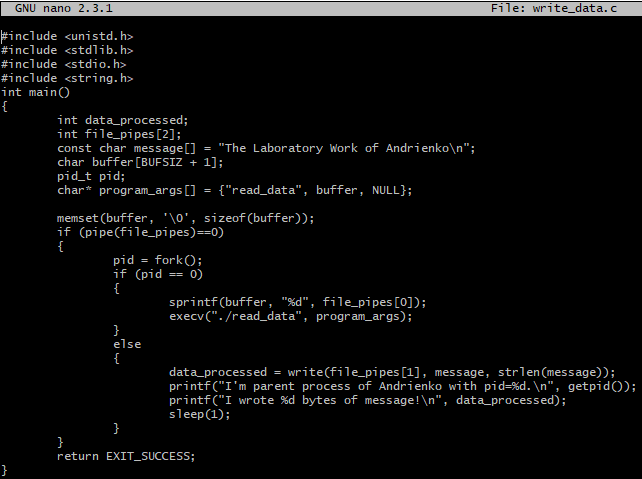 GNU nano 2.3.1 File: write_data.c
#include <unistd.h>
#include <stdlib.h>
#include <stdio.h>
#include <string.h>
int main()
{
        int data_processed;
        int file_pipes[2];
        const char message[] = "The Laboratory Work of Andrienko\n";
        char buffer[BUFSIZ + 1];
        pid_t pid;
        char* program_args[] = {"read_data", buffer, NULL};

        memset(buffer, '\0', sizeof(buffer));
        if (pipe(file_pipes)==0)
        {
                pid = fork();
                if (pid == 0)
                {
                        sprintf(buffer, "%d", file_pipes[0]);
                        execv("./read_data", program_args);
                }
                else
                {
                        data_processed = write(file_pipes[1], message, strlen(message));
                        printf("I'm parent process of Andrienko with pid=%d.\n", getpid());
                        printf("I wrote %d bytes of message!\n", data_processed);
                        sleep(1);
                }
        }
        return EXIT_SUCCESS;
}